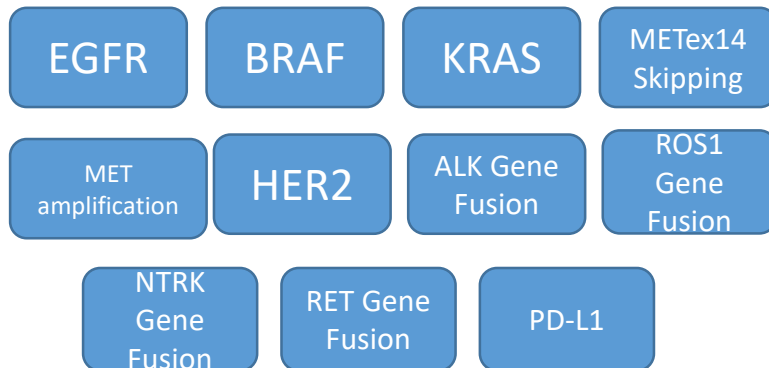 EGFR
BRAF
KRAS
METex14
Skipping
MET
amplification
HER2
ALK Gene
Fusion
ROS1
Gene
Fusion
NTRK
Gene
Fusion
RET Gene
Fusion
PD-L1